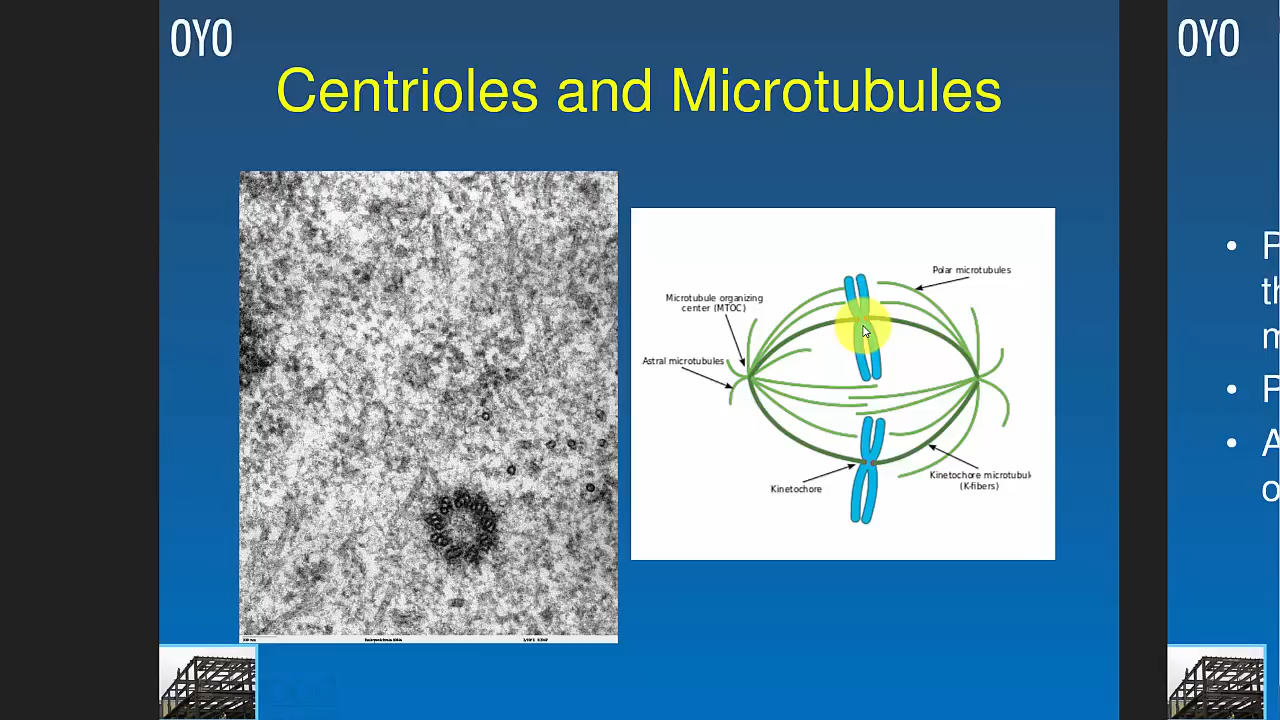 OYO
Centrioles and Microtubules
Polar microtubules
Microtubule organizing
center (MTOC)
Astral microtubules
Kinetochore
Kinetochore microtubul
(K-fibers)
OYO